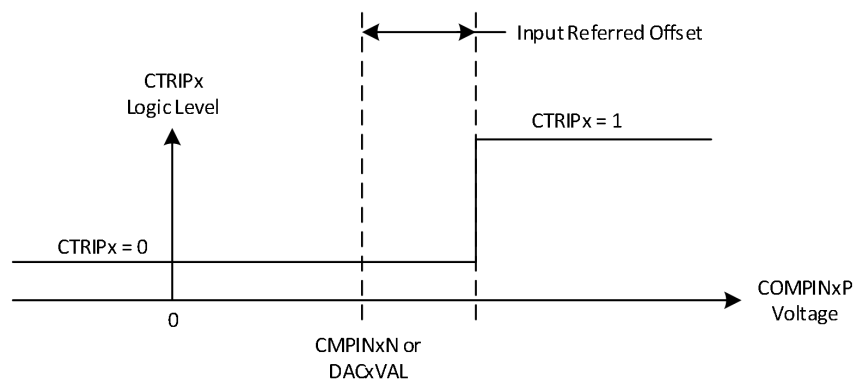 Input Referred Offset
CTRIPx
Logic Level
CTRIPx = 1
CTRIPx = 0
COMPINxP
Voltage
0
CMPINxN or
DACxVAL